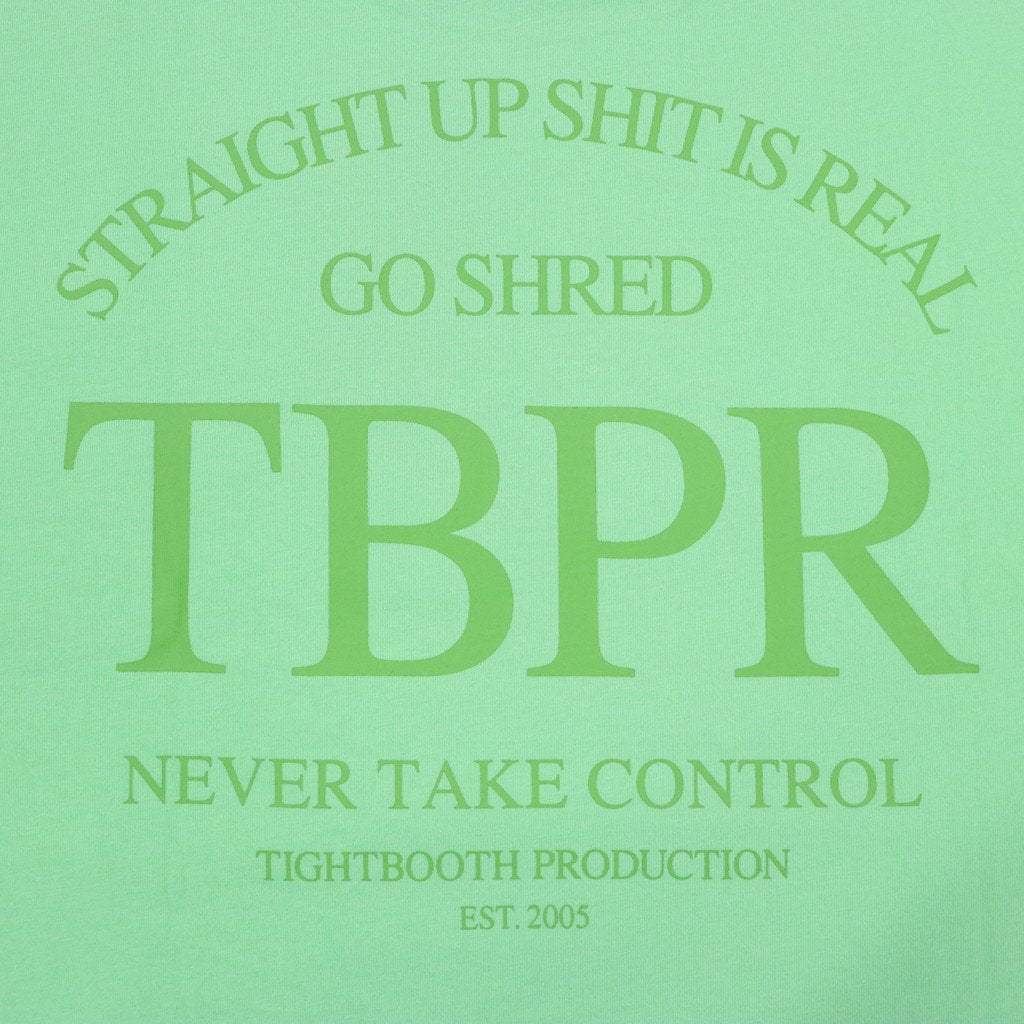 STRAIGHT UP SHIT IS REAL
GO SHRED
TBPR
NEVER TAKE CONTROL
TIGHTBOOTH PRODUCTION
EST. 2005